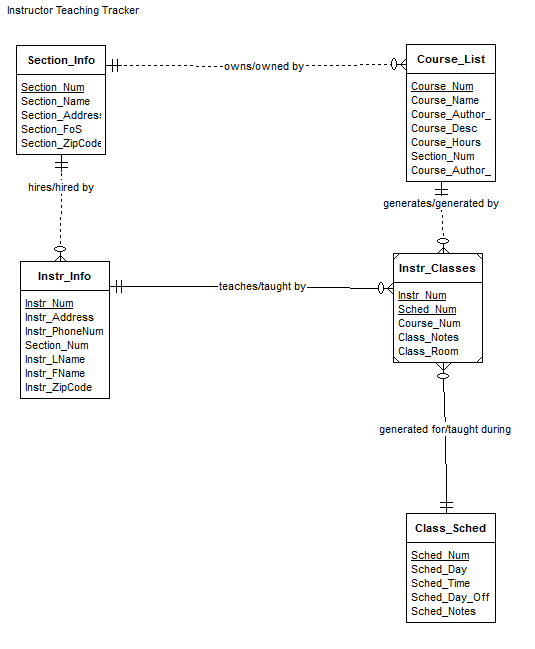 Instructor Teaching Tracker
Section_Info
Section_Num
Section_Name
Section_Address
Section_FoS
Section_ZipCode
owns/owned by
Course_List
Course_Num
Course_Name
Course_Author_
Course_Desc
Course_Hours
Section_Num
Course_Author_
hires/hired by
generates/generated by
Instr_Info
Instr_Num
Instr_Address
Instr_PhoneNum
Section_Num
Instr_LName
Instr_FName
Instr_ZipCode
teaches/taught by
Instr_Classes
Instr_Num
Sched_Num
Course_Num
Class_Notes
Class_Room
generated for/taught during
Class_Sched
Sched_Num
Sched_Day
Sched_Time
Sched_Day_Off
Sched_Notes